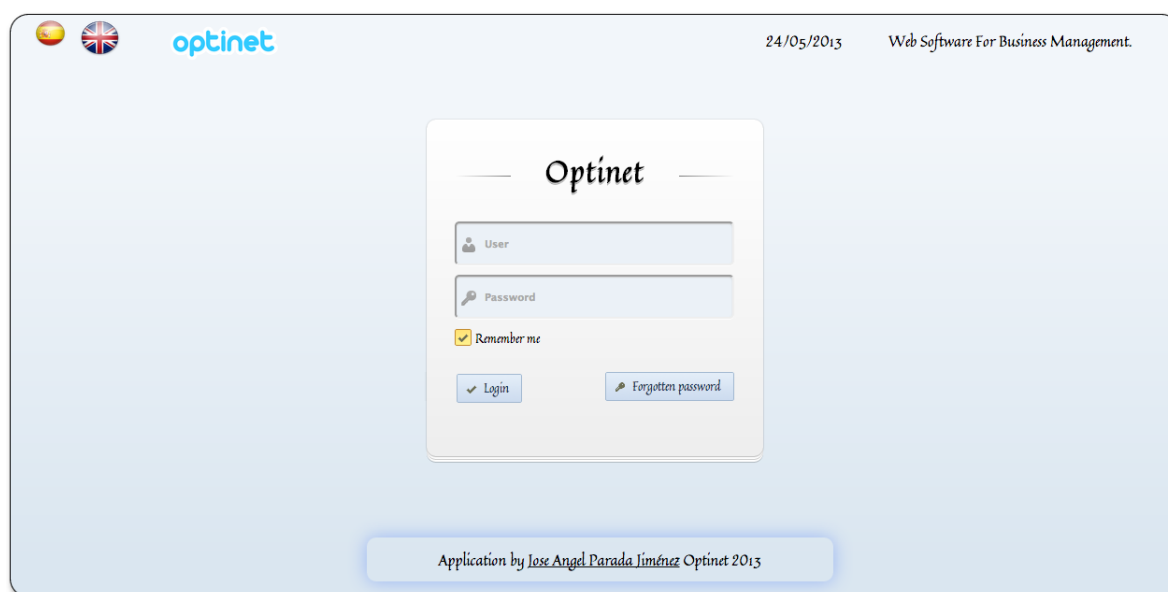 optinet
24/05/2013
Web Software For Business Management.
Optinet
User
Password
Remember me
Login
Forgotten password
Application by Jose Angel Parada Jiménez Optinet 2013